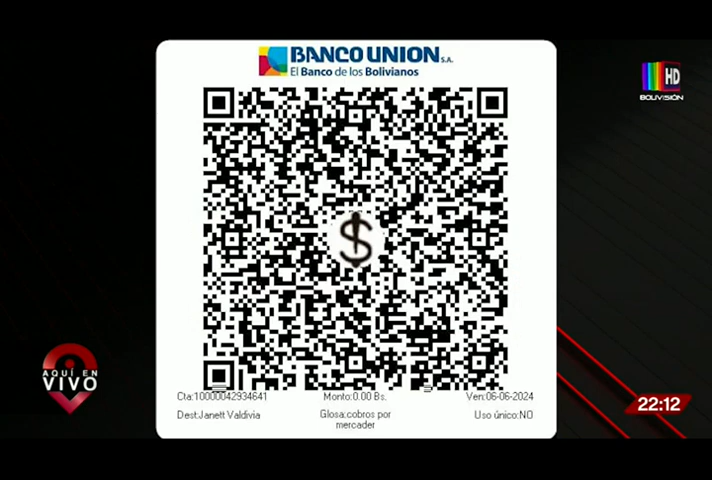 BANCO UNION S.A.
El Banco de los Bolivianos
HD
BOLIVISIÓN
$
AQUÍ EN
VIVO
Cta:10000042934641
Monto:0.00 Bs.
Ven:06-06-2024
Dest:Janett Valdivia
Glosa:cobros por
mercader
Uso único:NO
22:12